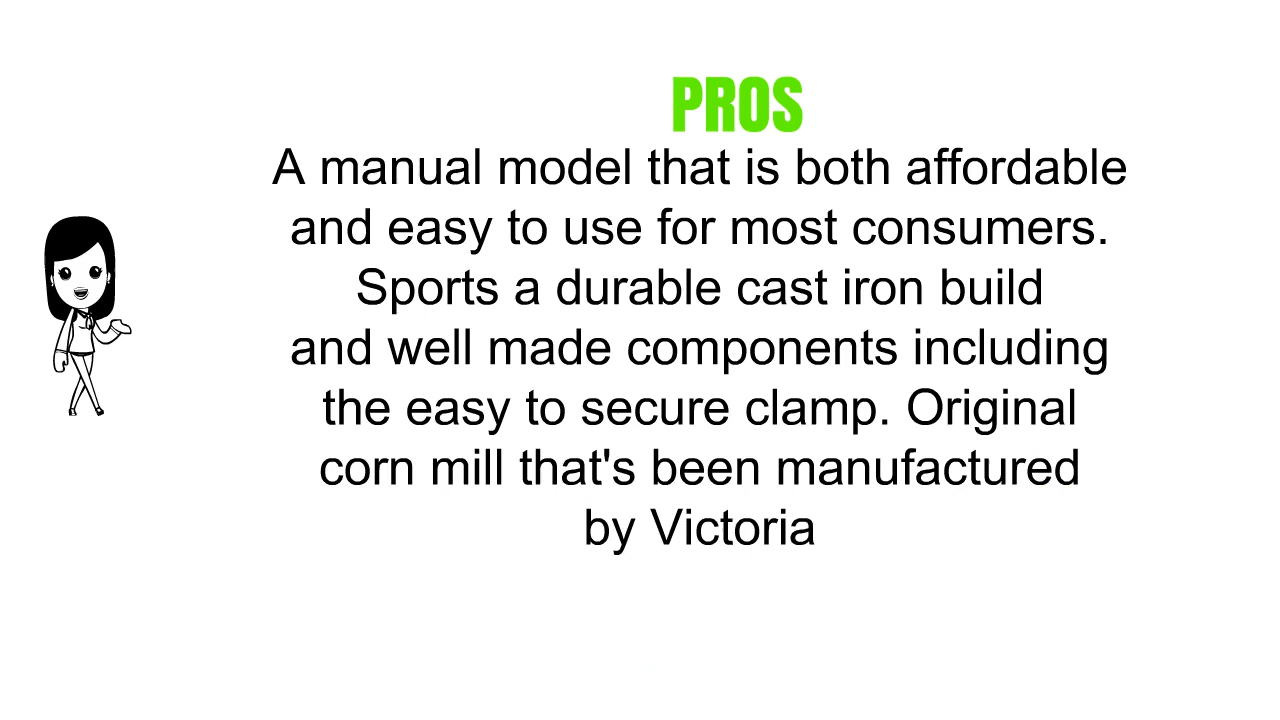 PROS
A manual model that is both affordable
and easy to use for most consumers.
Sports a durable cast iron build
and well made components including
the easy to secure clamp. Original
corn mill that's been manufactured
by Victoria